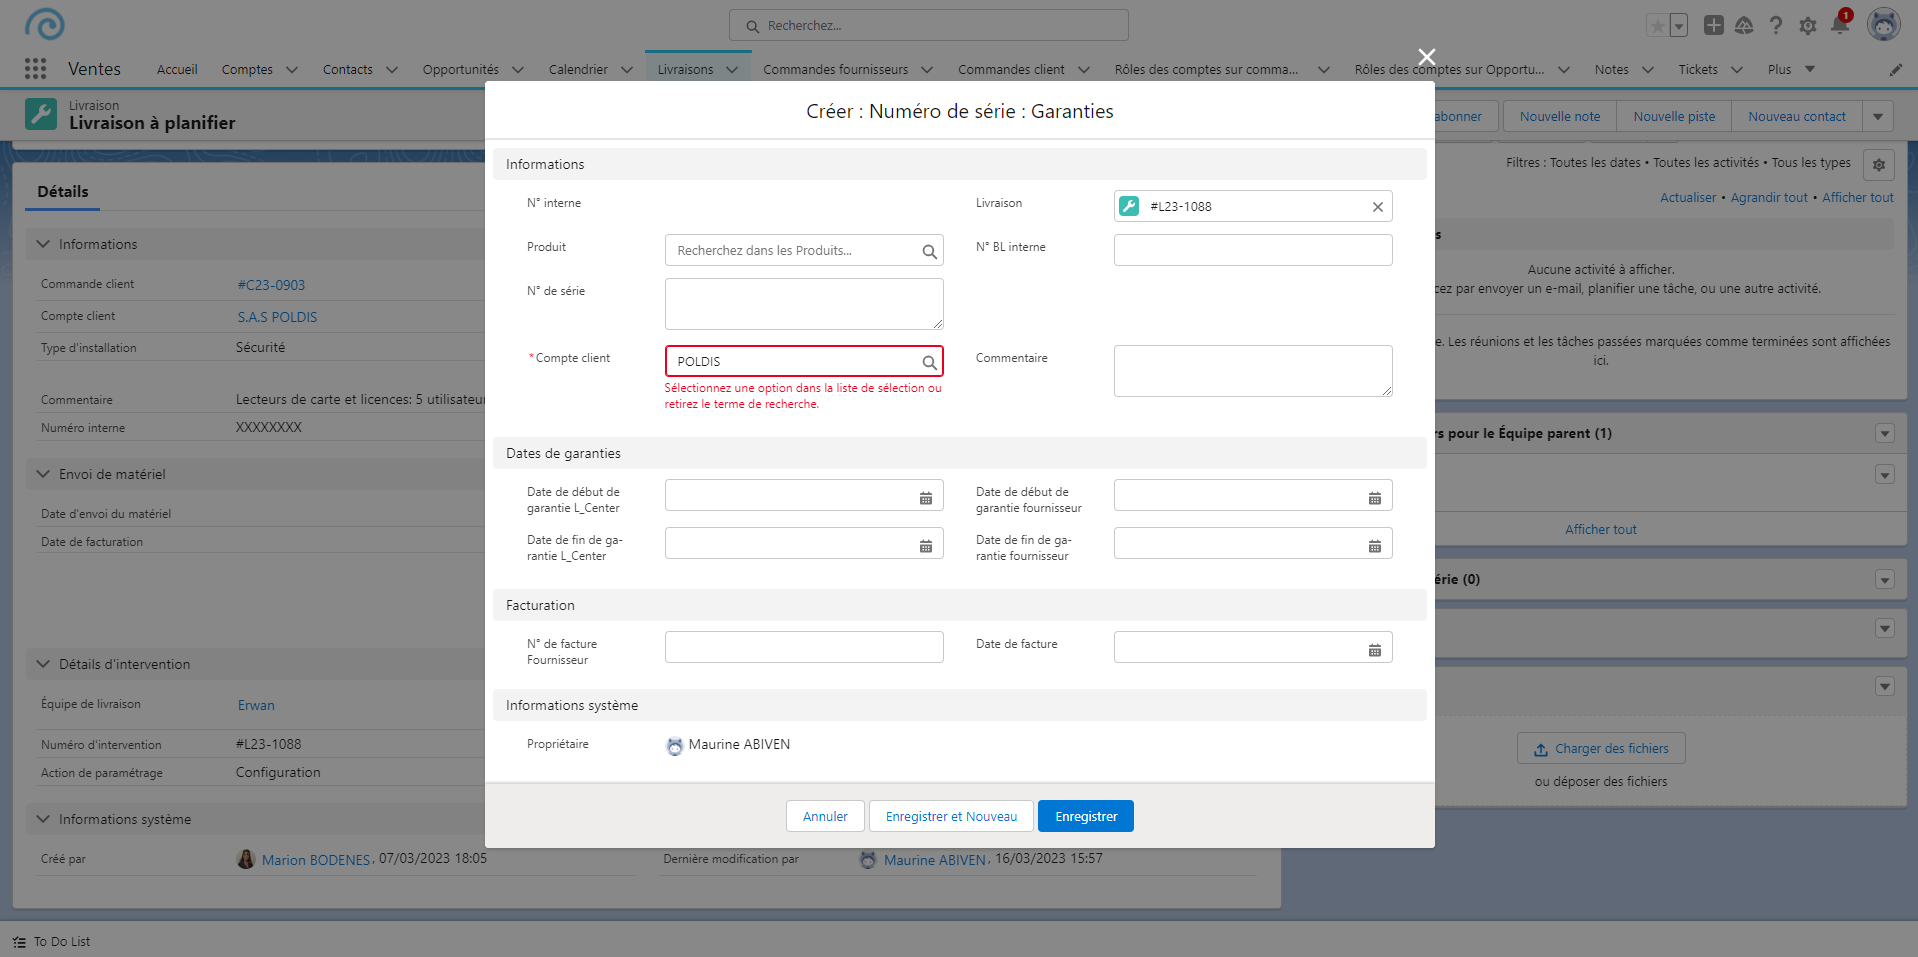 Recherchez...
1
Ventes
Accueil
Comptes
Contacts
Opportunités
Calendrier
Livraisons
Commandes fournisseurs
Commandes client
Rôles des comptes sur comma...
Rôles des comptes sur Opportu...
Notes
Tickets
Plus
Livraison
Livraison à planifier
abonner
Nouvelle note
Nouvelle piste
Nouveau contact
Détails
Informations
Commande client
#C23-0903
Compte client
S.A.S POLDIS
Type d'installation
Sécurité
Commentaire
Lecteurs de carte et licences: 5 utilisateu
Numéro interne
XXXXXXXX
Envoi de matériel
Date d'envoi du matériel
Date de facturation
Détails d'intervention
Équipe de livraison
Erwan
Numéro d'intervention
#L23-1088
Action de paramétrage
Configuration
Informations système
Créé par
Marion BODENES, 07/03/2023 18:05
Dernière modification par
Maurine ABIVEN, 16/03/2023 15:57
Créer : Numéro de série : Garanties
Informations
N° interne
Livraison
#L23-1088
Produit
Recherchez dans les Produits...
N° BL interne
N° de série
*Compte client
POLDIS
Sélectionnez une option dans la liste de sélection ou
retirez le terme de recherche.
Commentaire
Dates de garanties
Date de début de
garantie L_Center
Date de début de
garantie fournisseur
Date de fin de ga-
rantie L_Center
Date de fin de ga-
rantie fournisseur
Facturation
N° de facture
Fournisseur
Date de facture
Informations système
Propriétaire
Maurine ABIVEN
Annuler
Enregistrer et Nouveau
Enregistrer
Filtres : Toutes les dates • Toutes les activités • Tous les types
Actualiser • Agrandir tout • Afficher tout
s
Aucune activité à afficher.
cez par envoyer un e-mail, planifier une tâche, ou une autre activité.
e. Les réunions et les tâches passées marquées comme terminées sont affichées
ici.
rs pour le Équipe parent (1)
Afficher tout
érie (0)
Charger des fichiers
ou déposer des fichiers
To Do List